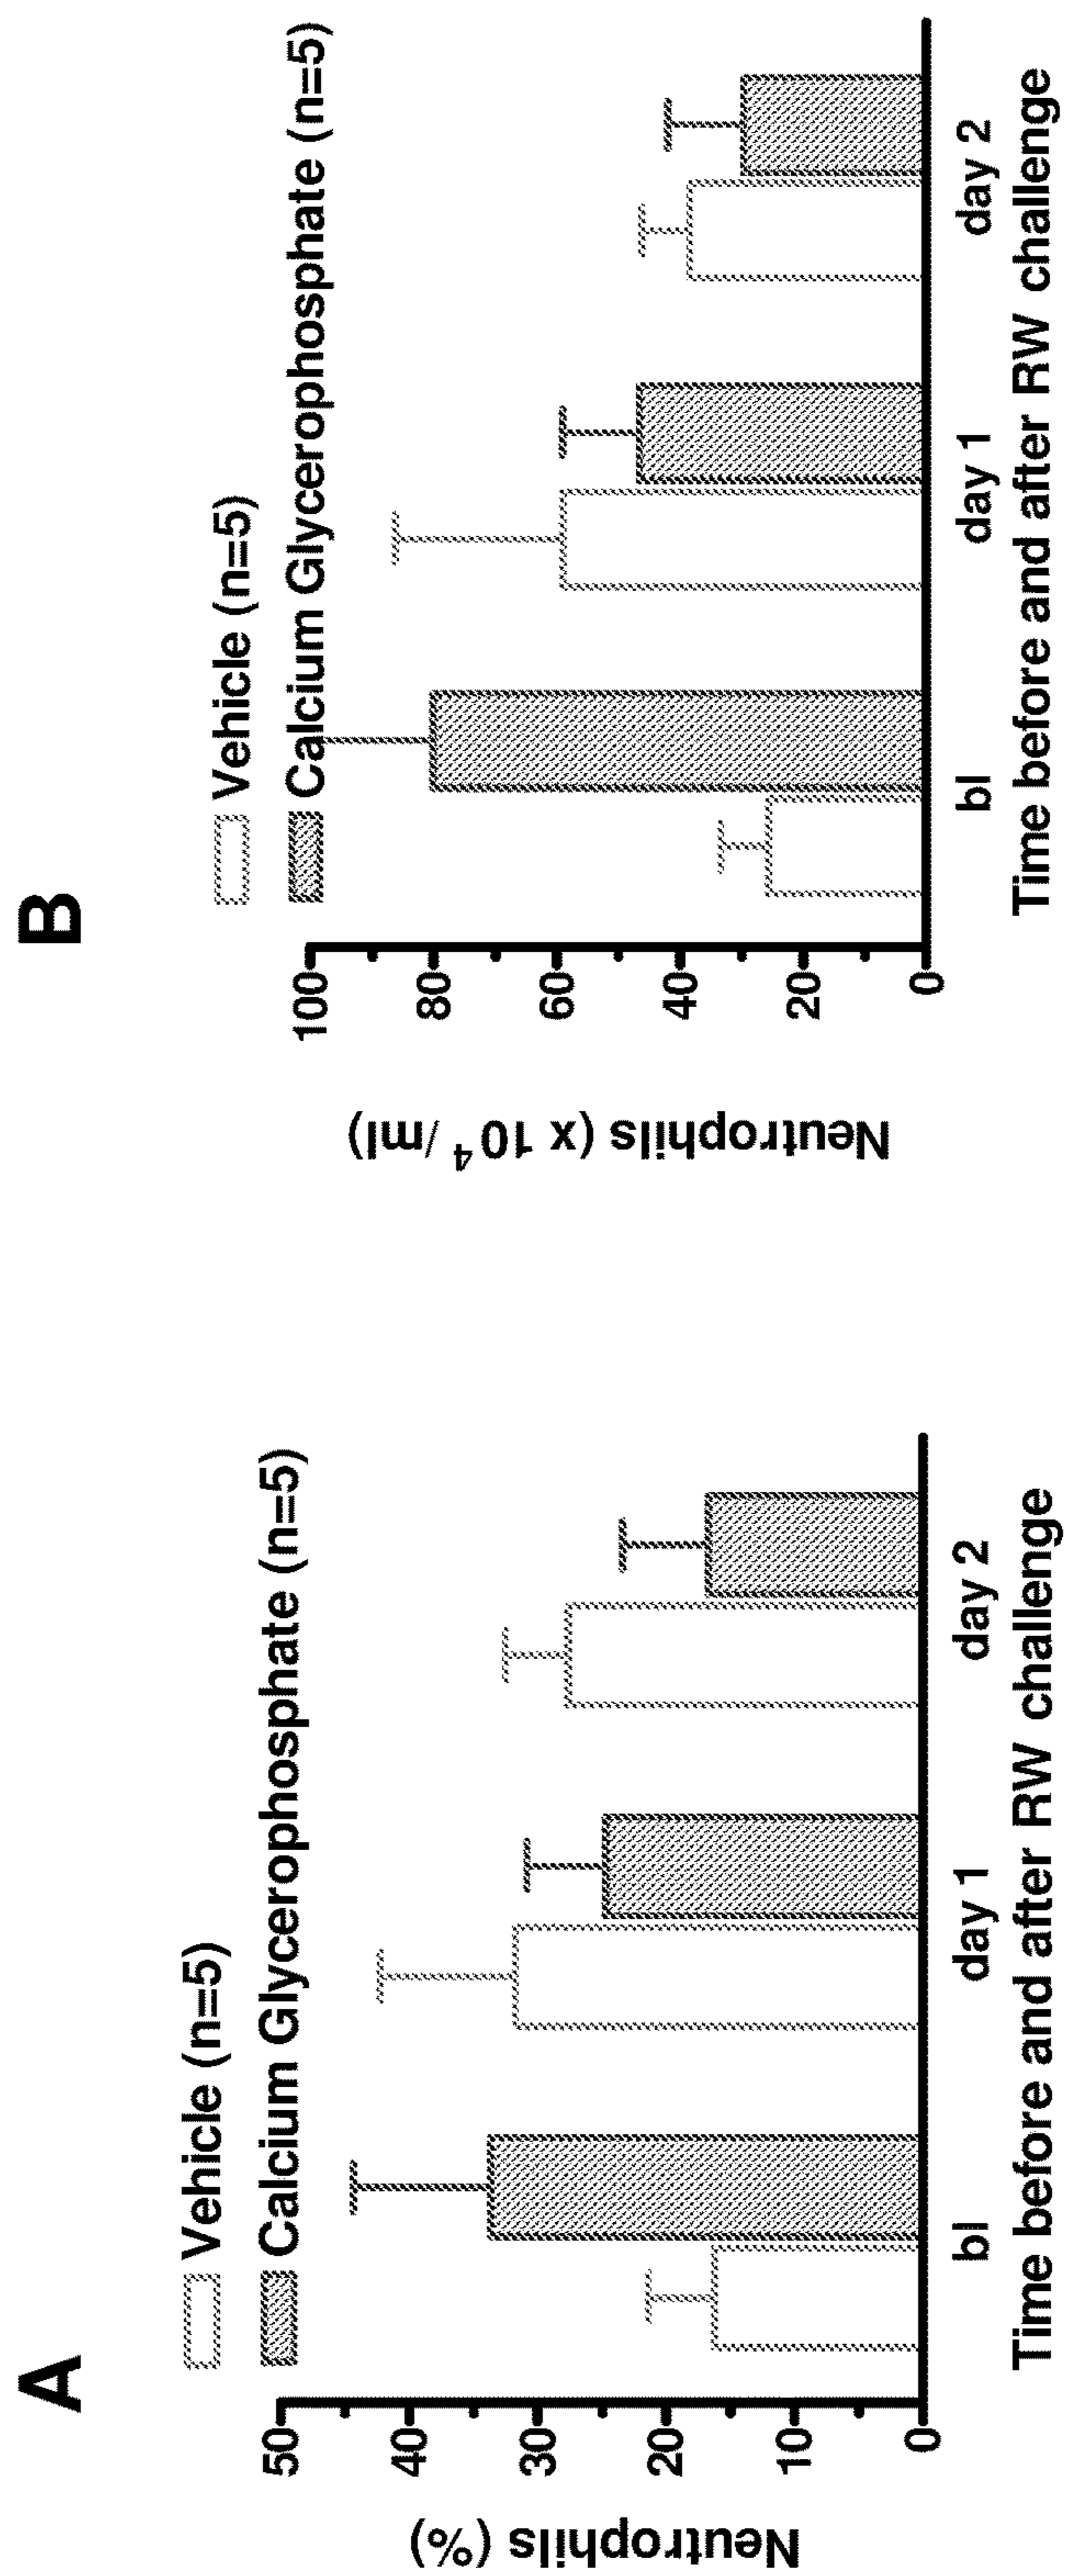 A
Vehicle (n=5)
Calcium Glycerophosphate (n=5)
Neutrophils (%)
50
40
30
20
10
0
bl
day 1
day 2
Time before and after RW challenge
B
Vehicle (n=5)
Calcium Glycerophosphate (n=5)
Neutrophils (x 10⁴/ml)
100
80
60
40
20
0
bl
day 1
day 2
Time before and after RW challenge